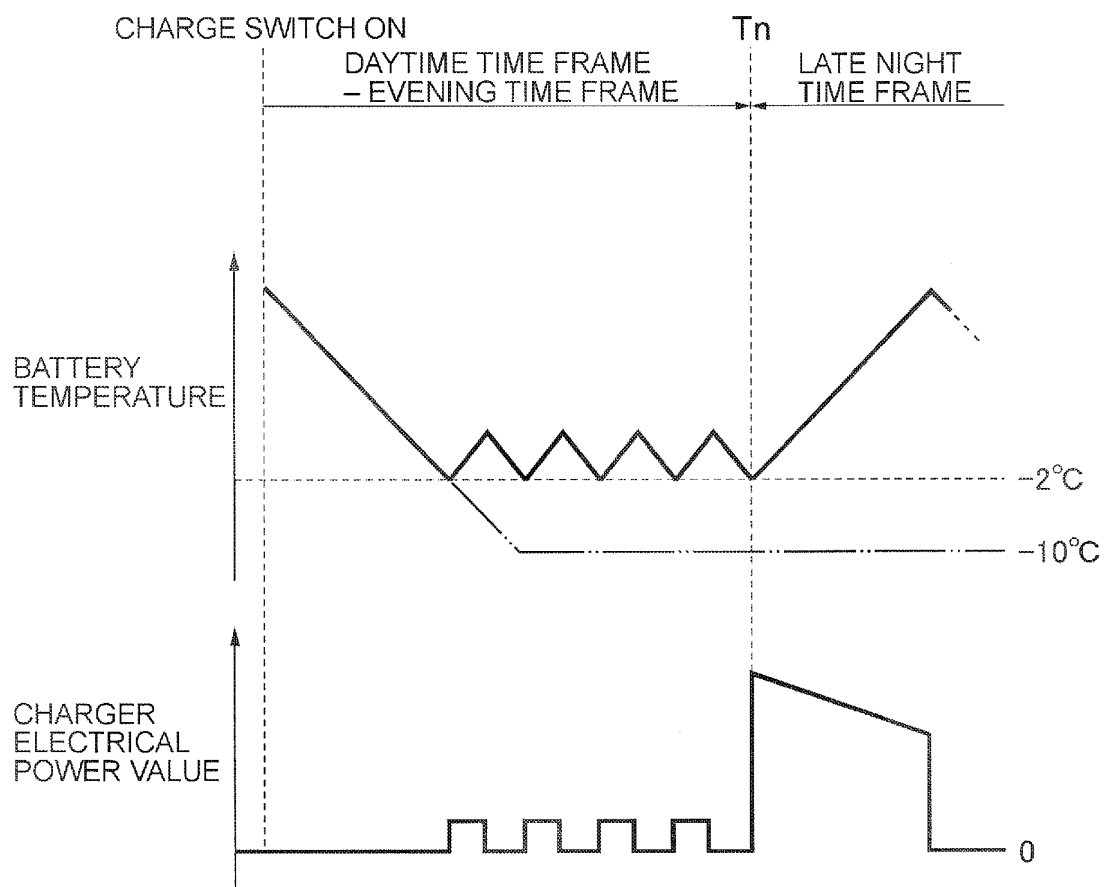 CHARGE SWITCH ON
Tn
DAYTIME TIME FRAME
– EVENING TIME FRAME
LATE NIGHT
TIME FRAME
BATTERY
TEMPERATURE
–2°C
–10°C
CHARGER
ELECTRICAL
POWER VALUE
0